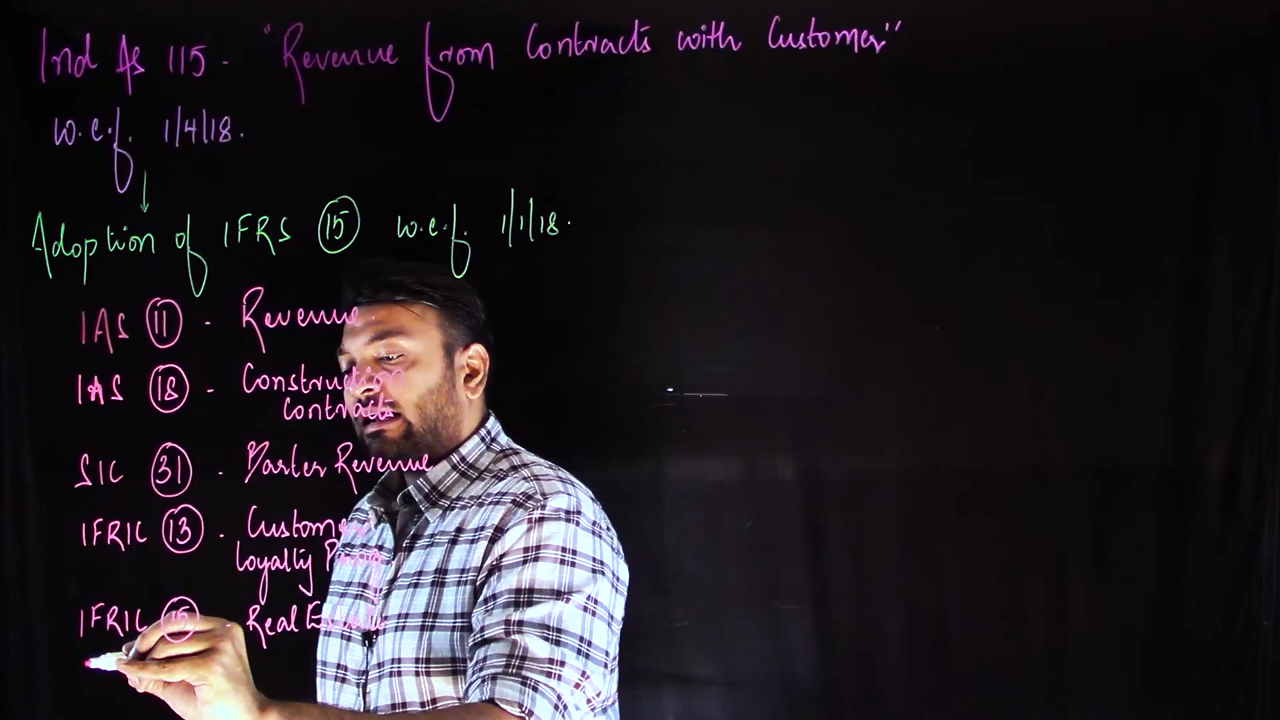 Ind AS 115 - "Revenue from Contracts with Customer"
w.e.f. 1/4/18.
Adoption of IFRS 15 w.e.f. 1/1/18.
IAS 11 - Revenue
IAS 18 - Construction
contracts
SIC 31 - Barter Revenue
IFRIC 13 - Customer
Loyalty
IFRIC 15 - Real Estate